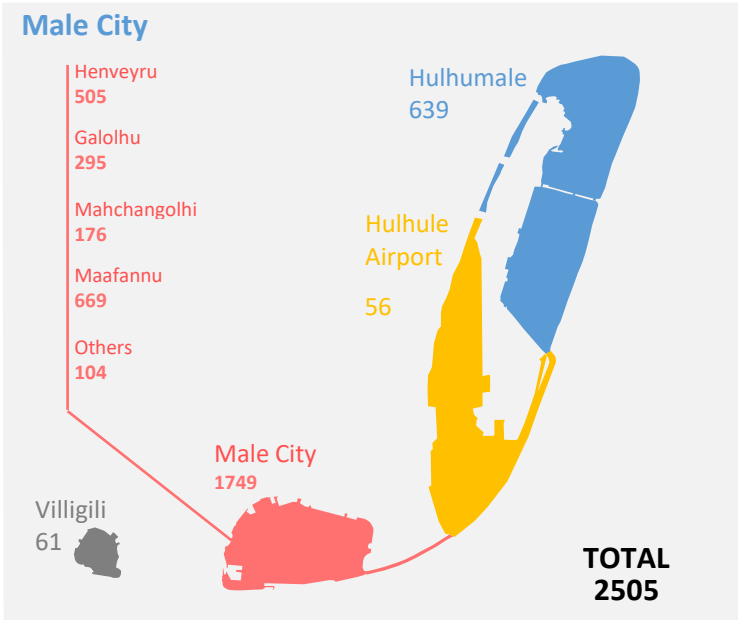 Male City
Henveyru
505
Galolhu
295
Mahchangolhi
176
Maafannu
669
Others
104
Hulhumale
639
Hulhule
Airport
56
Male City
1749
Villigili
61
TOTAL
2505